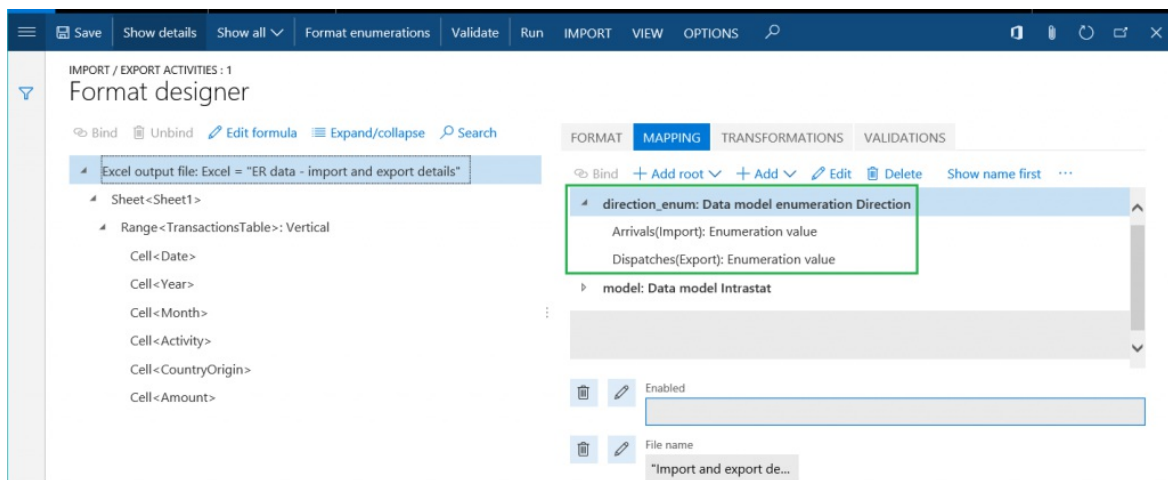 Save Show details Show all Format enumerations Validate Run IMPORT VIEW OPTIONS
IMPORT / EXPORT ACTIVITIES : 1
Format designer
Bind Unbind Edit formula Expand/collapse Search
Excel output file: Excel = "ER data - import and export details"
Sheet<Sheet1>
Range<TransactionsTable>: Vertical
Cell<Date>
Cell<Year>
Cell<Month>
Cell<Activity>
Cell<CountryOrigin>
Cell<Amount>
FORMAT MAPPING TRANSFORMATIONS VALIDATIONS
Bind Add root Add Edit Delete Show name first ···
direction_enum: Data model enumeration Direction
Arrivals(Import): Enumeration value
Dispatches(Export): Enumeration value
model: Data model Intrastat
Enabled
File name
"Import and export de...